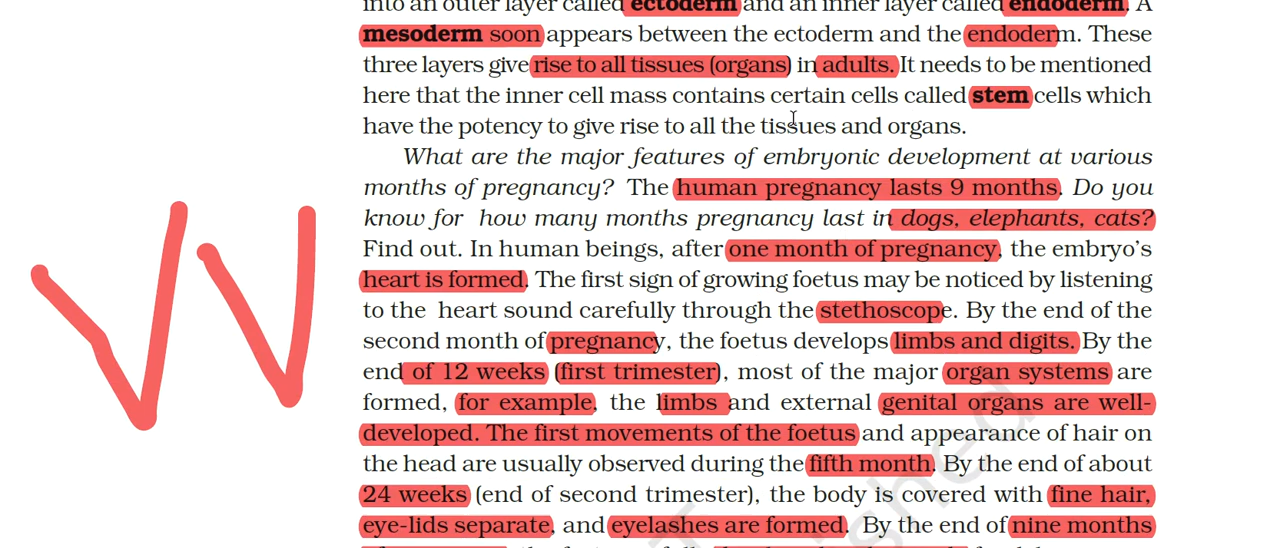 into an outer layer called ectoderm and an inner layer called endoderm. A
mesoderm soon appears between the ectoderm and the endoderm. These
three layers give rise to all tissues (organs) in adults. It needs to be mentioned
here that the inner cell mass contains certain cells called stem cells which
have the potency to give rise to all the tissues and organs.
What are the major features of embryonic development at various
months of pregnancy? The human pregnancy lasts 9 months. Do you
know for how many months pregnancy last in dogs, elephants, cats?
Find out. In human beings, after one month of pregnancy, the embryo's
heart is formed. The first sign of growing foetus may be noticed by listening
to the heart sound carefully through the stethoscope. By the end of the
second month of pregnancy, the foetus develops limbs and digits. By the
end of 12 weeks (first trimester), most of the major organ systems are
formed, for example, the limbs and external genital organs are well-
developed. The first movements of the foetus and appearance of hair on
the head are usually observed during the fifth month. By the end of about
24 weeks (end of second trimester), the body is covered with fine hair,
eye-lids separate, and eyelashes are formed. By the end of nine months